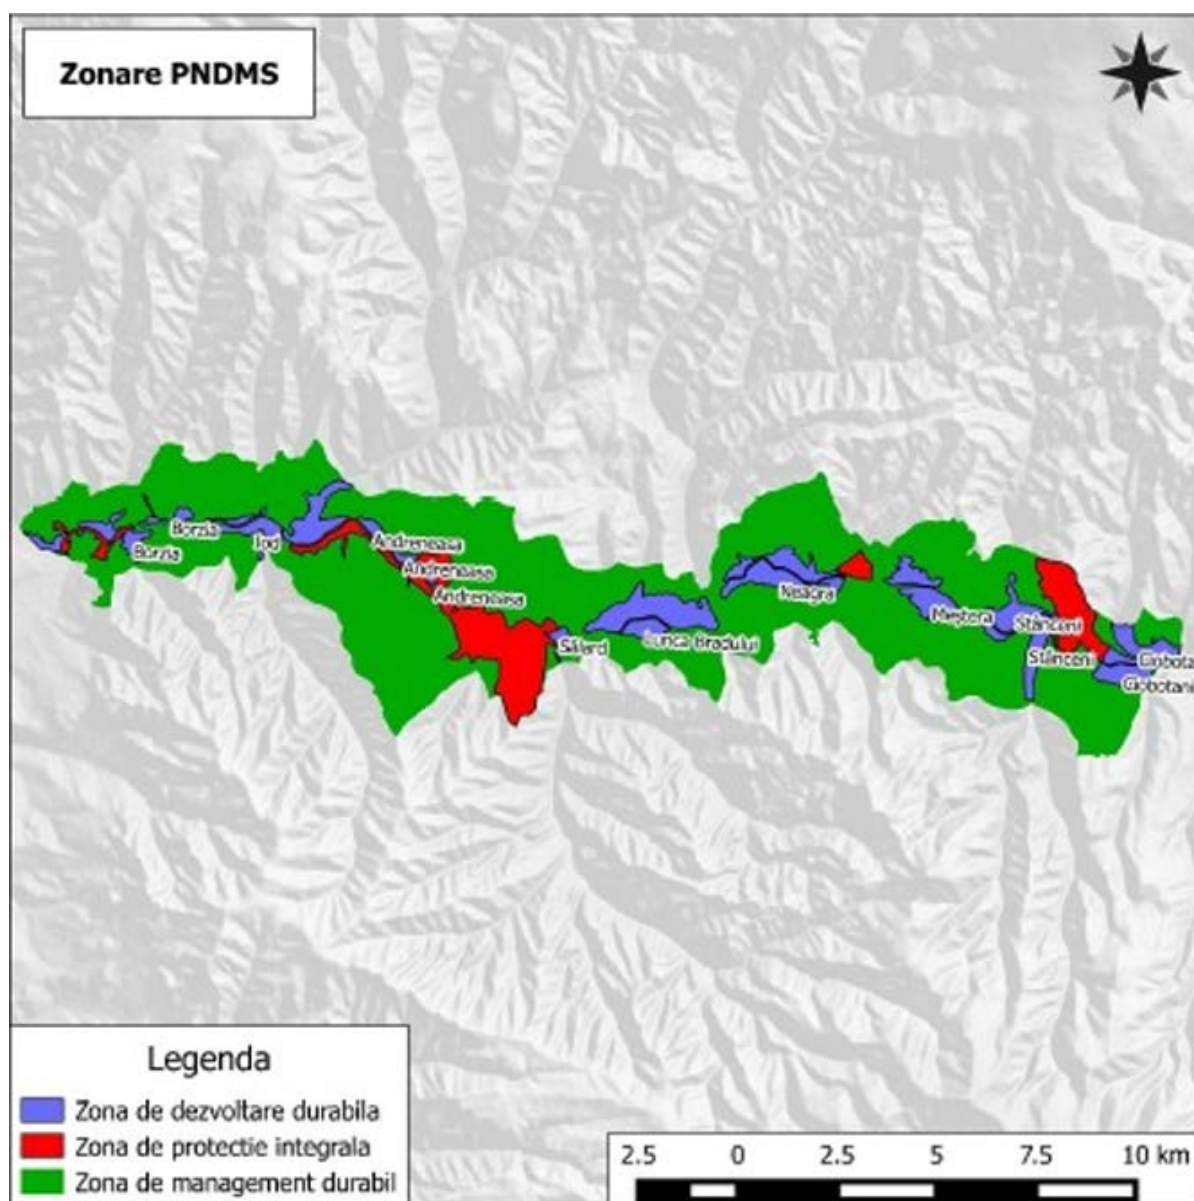 Zonare PNDMS
Borzia
Borzia
Iod
Andreneasa
Andreneasa
Andreneasa
Sălard
Lunca Bradului
Neagra
Meștera
Stânceni
Stânceni
Ciobota
Ciobotani
Legenda
Zona de dezvoltare durabila
Zona de protectie integrala
Zona de management durabil
2.5 0 2.5 5 7.5 10 km